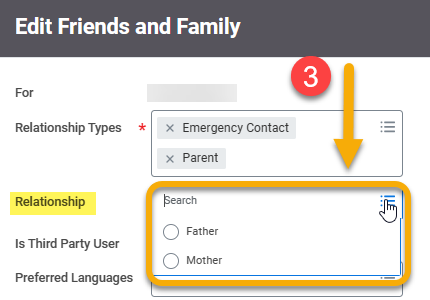 Edit Friends and Family
3
For
Relationship Types * × Emergency Contact
× Parent
Relationship Search
Father
Is Third Party User
Mother
Preferred Languages